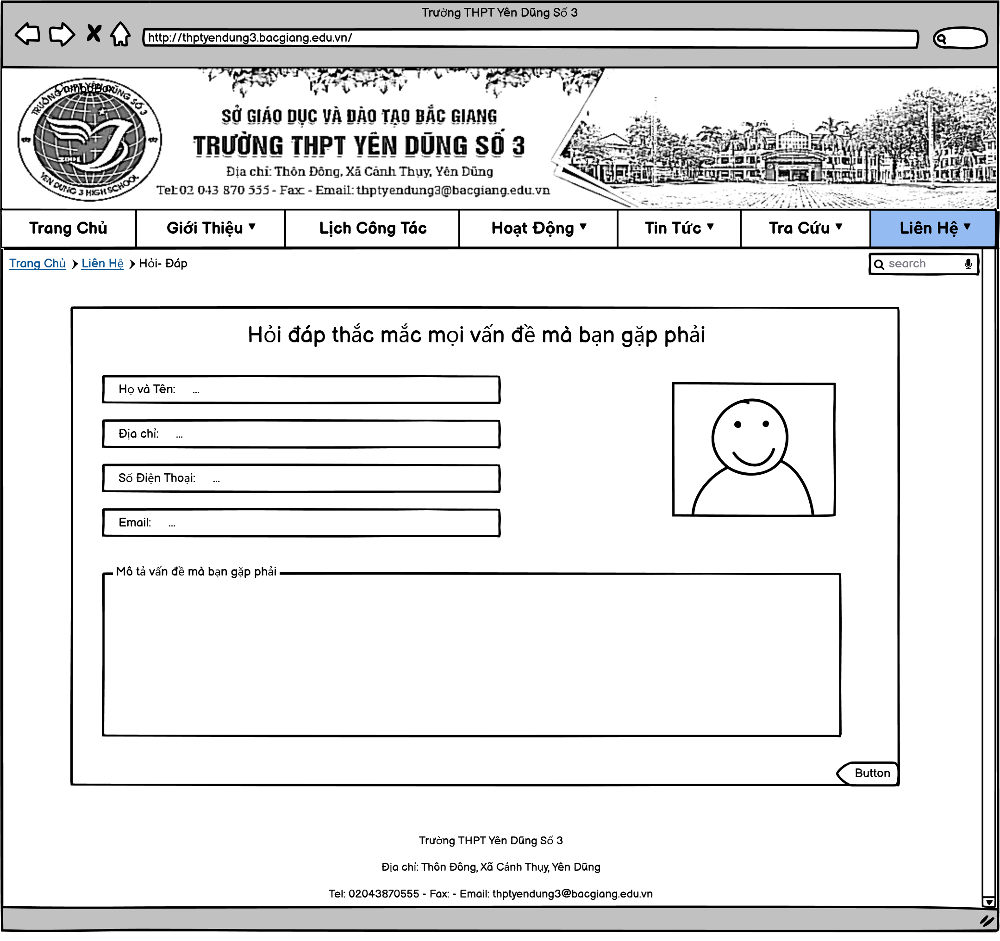 Trường THPT Yên Dũng Số 3
http://thptyendung3.bacgiang.edu.vn/
ComboBox
TRƯỜNG THPT YÊN DŨNG SỐ 3
2001
YEN DUNG 3 HIGH SCHOOL
SỞ GIÁO DỤC VÀ ĐÀO TẠO BẮC GIANG
TRƯỜNG THPT YÊN DŨNG SỐ 3
Địa chỉ: Thôn Đông, Xã Cảnh Thụy, Yên Dũng
Tel: 02 043 870 555 - Fax: - Email: thptyendung3@bacgiang.edu.vn
Trang Chủ Giới Thiệu ▼ Lịch Công Tác Hoạt Động ▼ Tin Tức ▼ Tra Cứu ▼ Liên Hệ ▼
Trang Chủ Liên Hệ Hỏi- Đáp search
Hỏi đáp thắc mắc mọi vấn đề mà bạn gặp phải
Họ và Tên: ...
Địa chỉ: ...
Số Điện Thoại: ...
Email: ...
Mô tả vấn đề mà bạn gặp phải
Button
Trường THPT Yên Dũng Số 3
Địa chỉ: Thôn Đông, Xã Cảnh Thụy, Yên Dũng
Tel: 02043870555 - Fax: - Email: thptyendung3@bacgiang.edu.vn